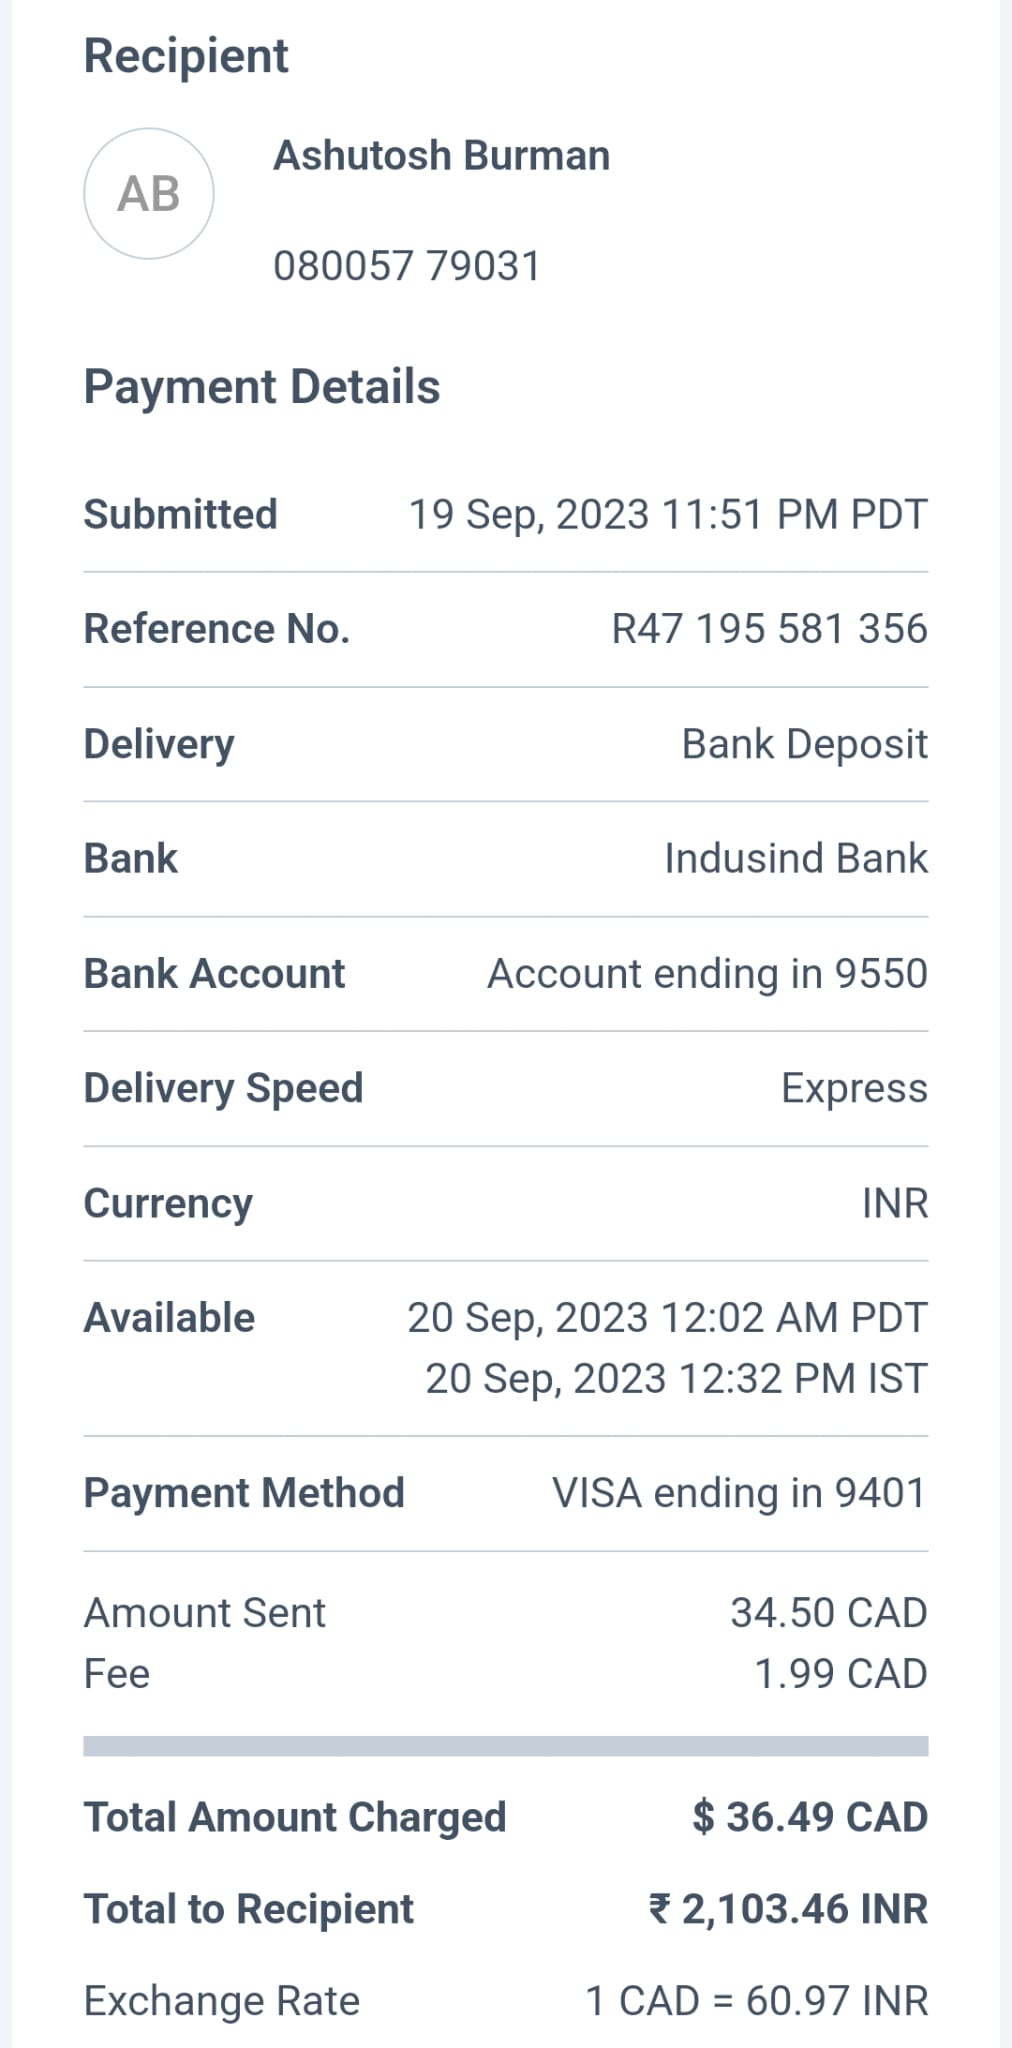 Recipient
AB
Ashutosh Burman
080057 79031
Payment Details
Submitted 19 Sep, 2023 11:51 PM PDT
Reference No. R47 195 581 356
Delivery Bank Deposit
Bank Indusind Bank
Bank Account Account ending in 9550
Delivery Speed Express
Currency INR
Available 20 Sep, 2023 12:02 AM PDT
20 Sep, 2023 12:32 PM IST
Payment Method VISA ending in 9401
Amount Sent 34.50 CAD
Fee 1.99 CAD
Total Amount Charged $ 36.49 CAD
Total to Recipient ₹ 2,103.46 INR
Exchange Rate 1 CAD = 60.97 INR